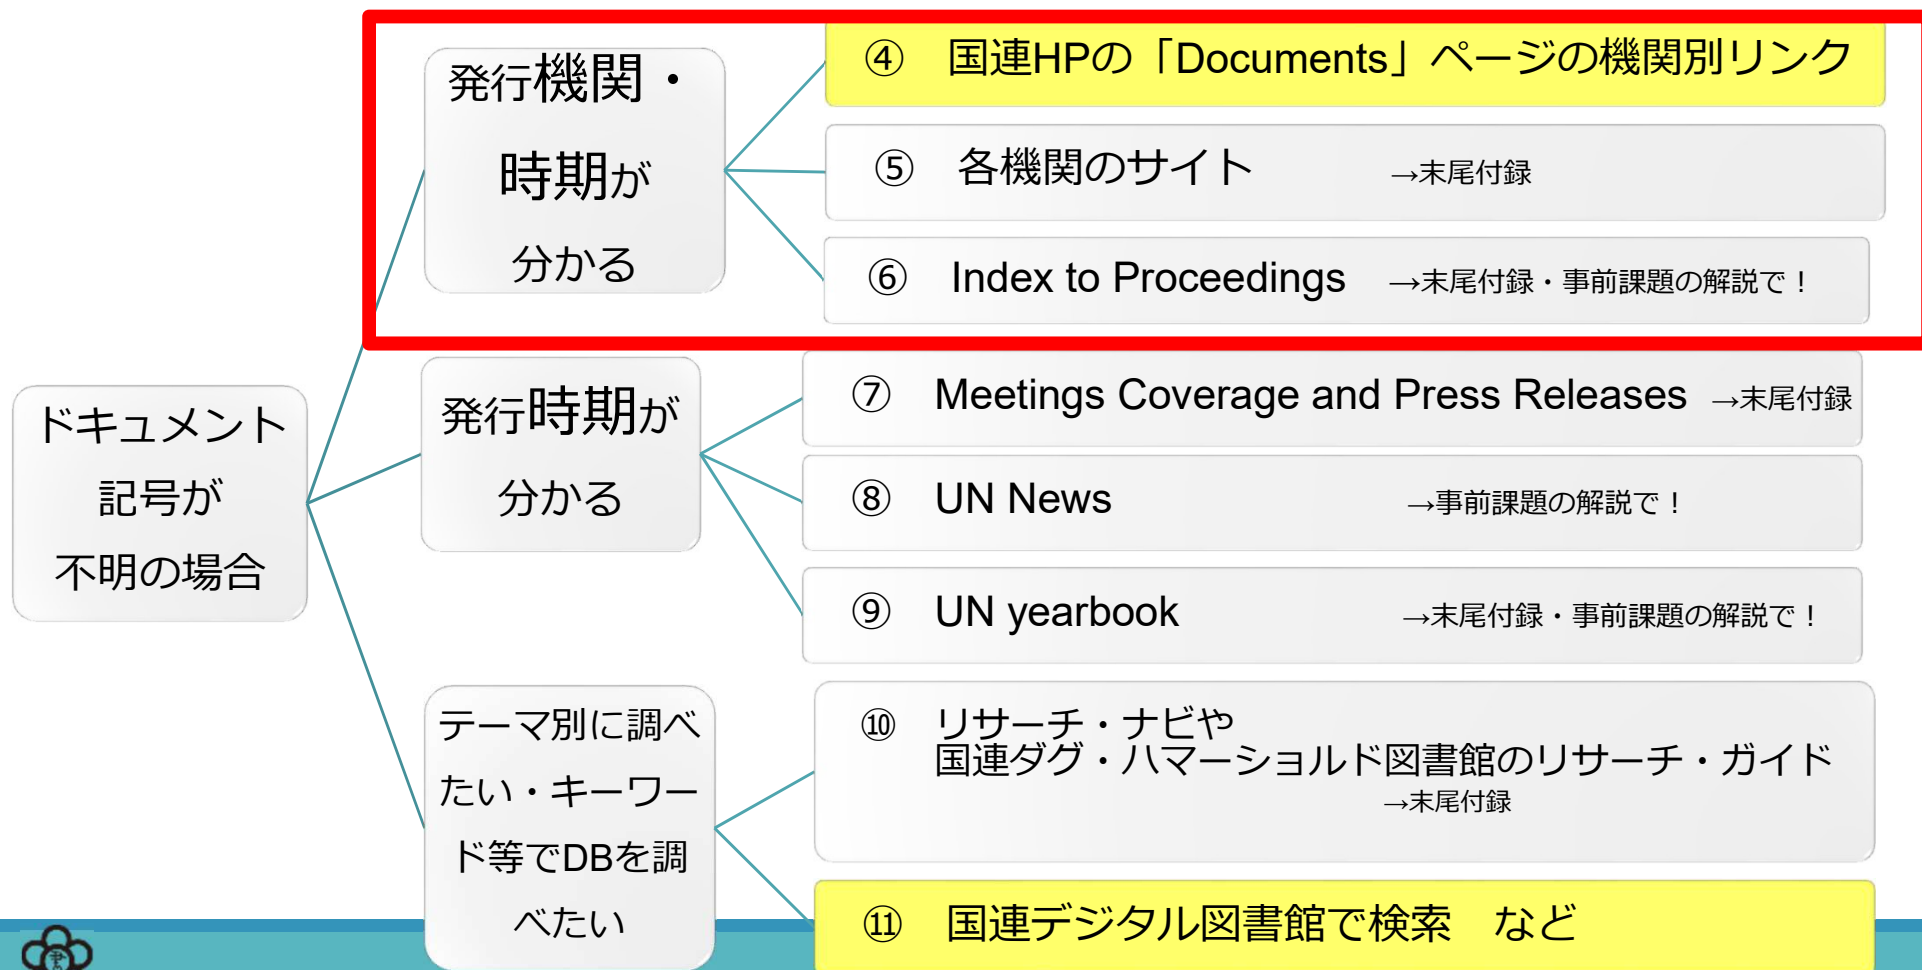 発行機関・
時期が
分かる
④ 国連HPの「Documents」ページの機関別リンク
⑤ 各機関のサイト →末尾付録
⑥ Index to Proceedings →末尾付録・事前課題の解説で！
ドキュメント
記号が
不明の場合
発行時期が
分かる
⑦ Meetings Coverage and Press Releases →末尾付録
⑧ UN News →事前課題の解説で！
⑨ UN yearbook →末尾付録・事前課題の解説で！
テーマ別に調べ
たい・キーワー
ド等でDBを調
べたい
⑩ リサーチ・ナビや
国連ダグ・ハマーショルド図書館のリサーチ・ガイド
→末尾付録
⑪ 国連デジタル図書館で検索　など